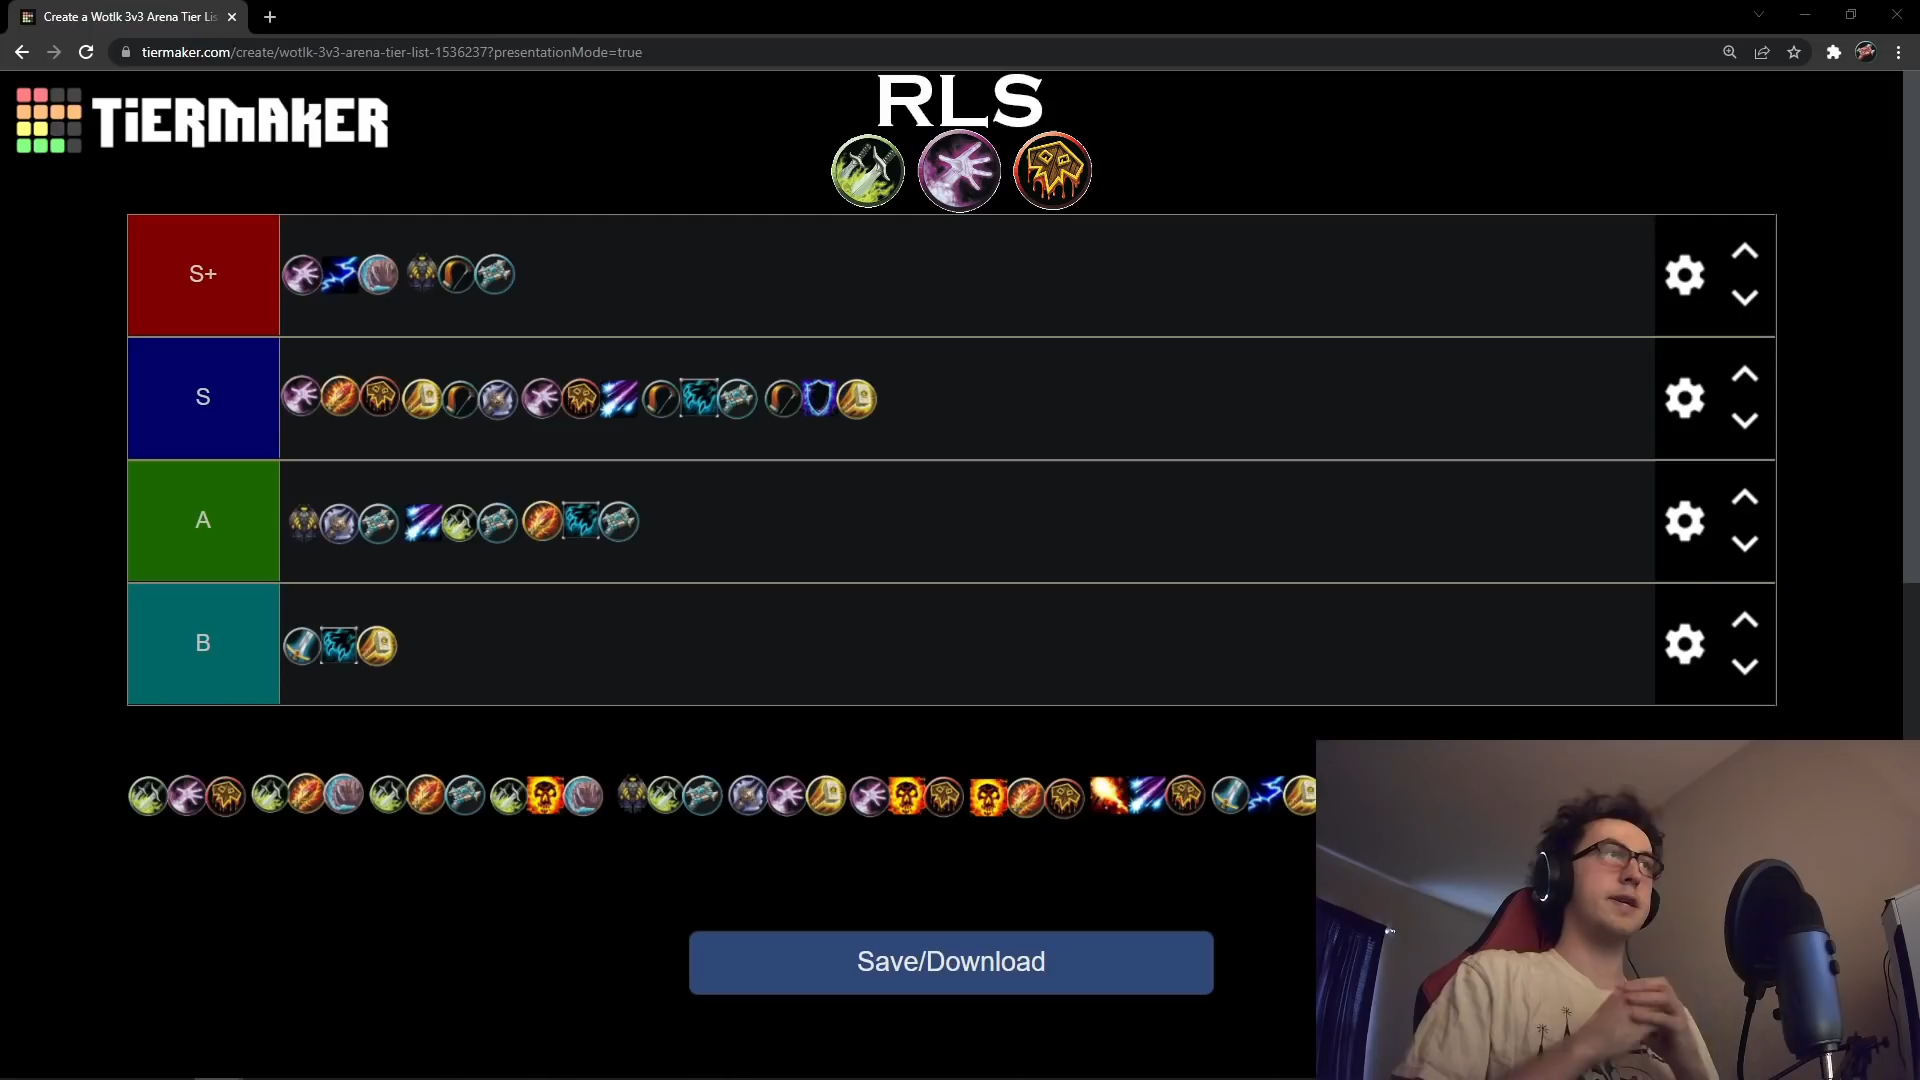 Create a Wotlk 3v3 Arena Tier Lis
tiermaker.com/create/wotlk-3v3-arena-tier-list-1536237?presentationMode=true
TiERMAKER
RLS
S+
S
A
B
Save/Download